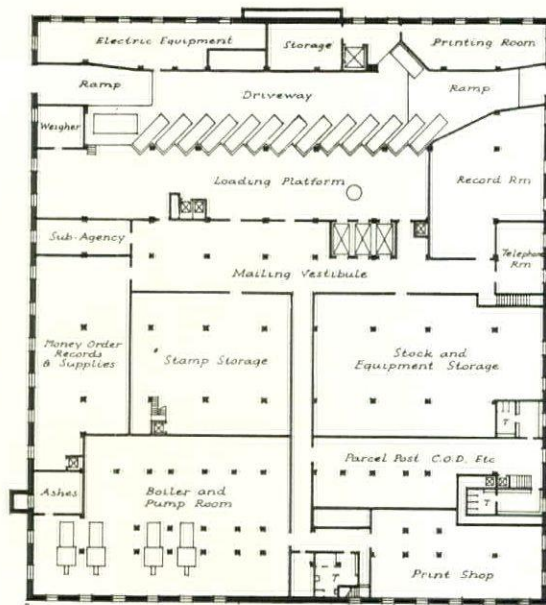 Electric Equipment
Storage
Printing Room
Ramp
Driveway
Ramp
Weigher
Loading Platform
Record Rm
Sub-Agency
Telephone
Rm
Mailing Vestibule
Money Order
Records
& Supplies
Stamp Storage
Stock and
Equipment Storage
T
Parcel Post C.O.D. Etc
Ashes
Boiler and
Pump Room
T
T
Print Shop